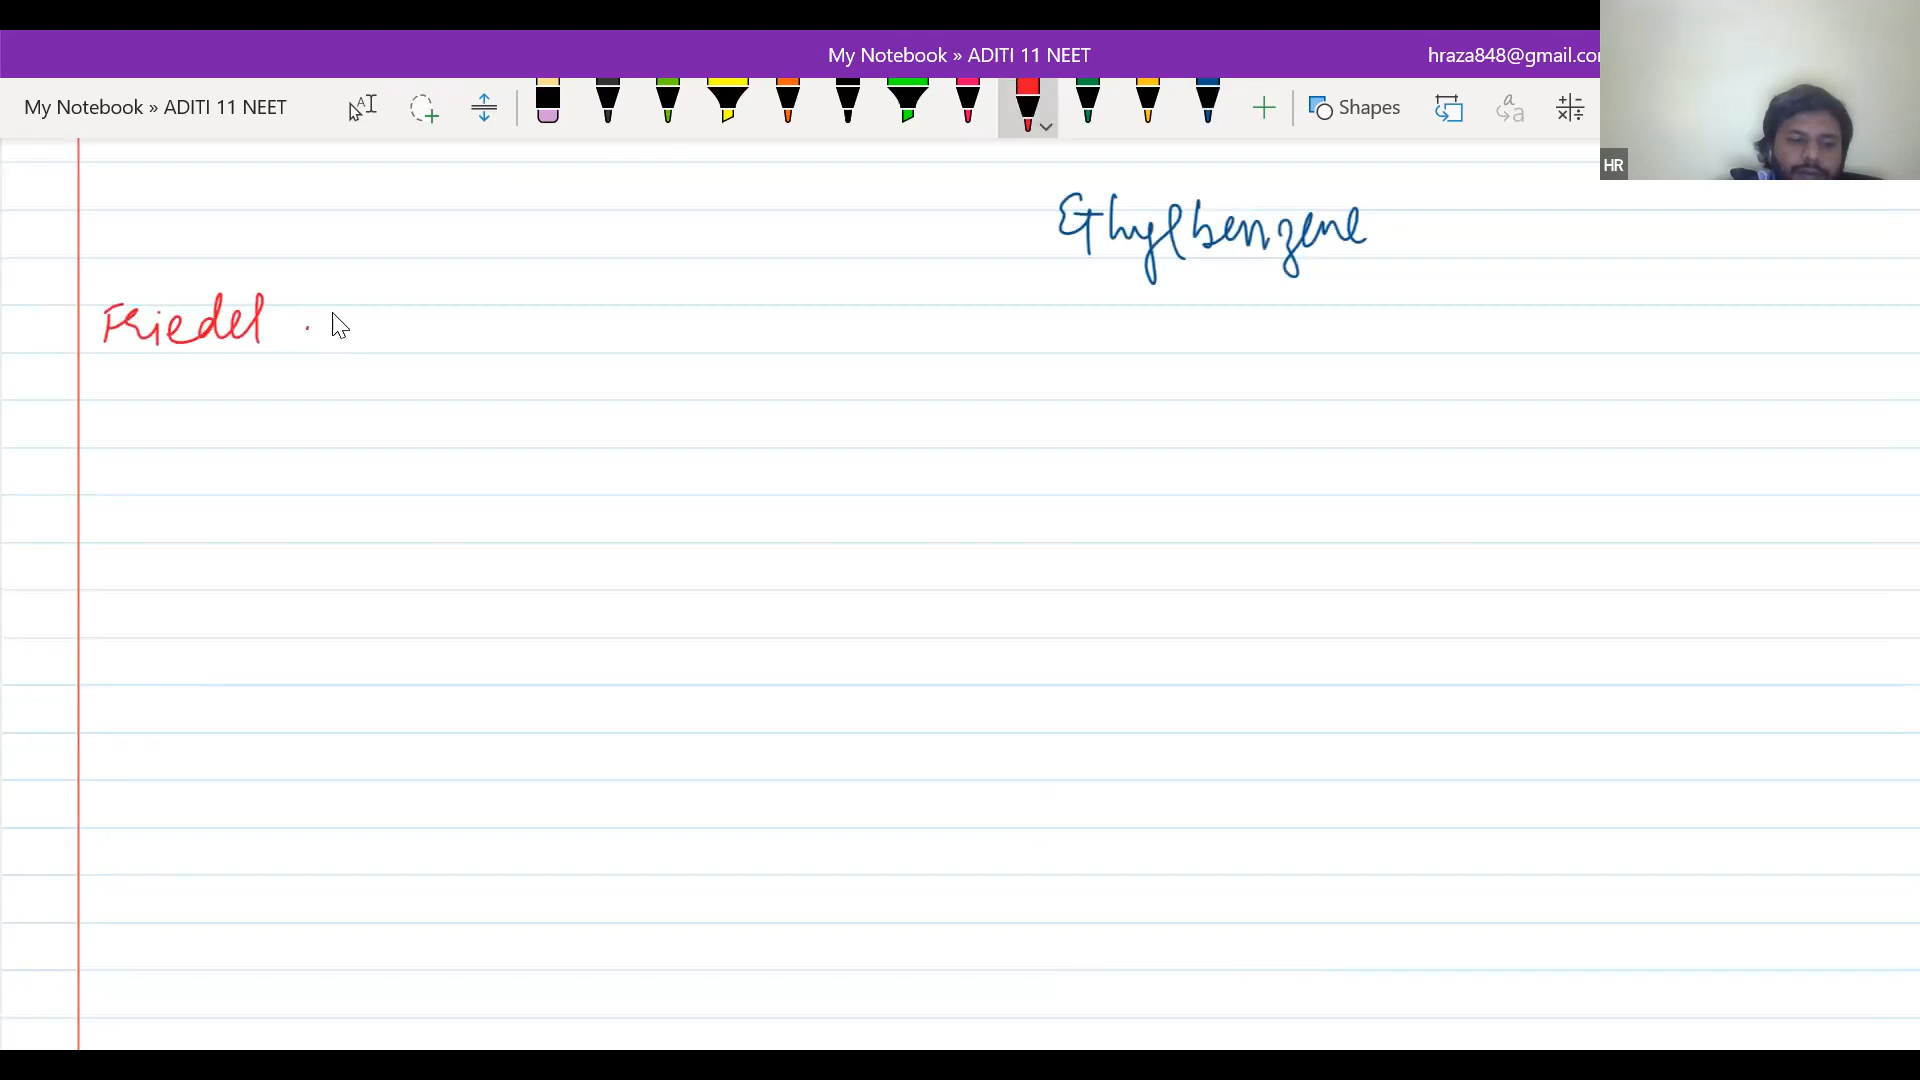 My Notebook » ADITI 11 NEET
hraza848@gmail.co
My Notebook » ADITI 11 NEET
Shapes
HR
Ethylbenzene
Friedel .